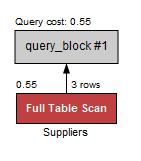 Query cost: 0.55
query_block #1
0.55 3 rows
Full Table Scan
Suppliers